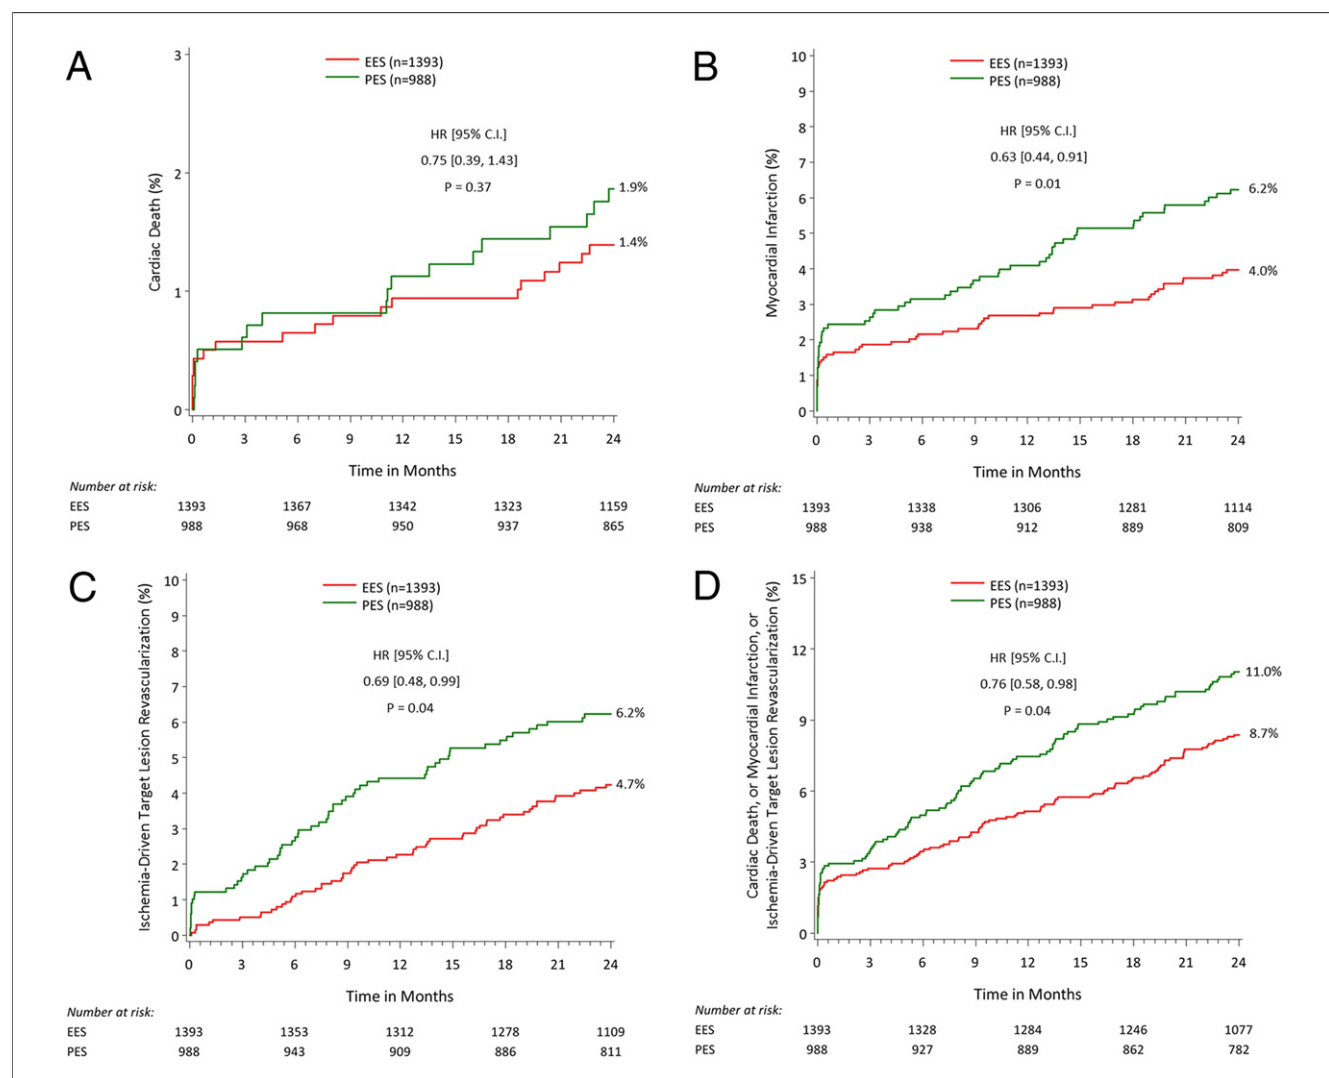 A
EES (n=1393)
PES (n=988)
HR [95% C.I.]
0.75 [0.39, 1.43]
P = 0.37
Cardiac Death (%)
3
2
1
0
1.9%
1.4%
0 3 6 9 12 15 18 21 24
Time in Months
Number at risk:
EES 1393 1367 1342 1323 1159
PES 988 968 950 937 865
B
EES (n=1393)
PES (n=988)
HR [95% C.I.]
0.63 [0.44, 0.91]
P = 0.01
Myocardial Infarction (%)
10
9
8
7
6
5
4
3
2
1
0
6.2%
4.0%
0 3 6 9 12 15 18 21 24
Time in Months
Number at risk:
EES 1393 1338 1306 1281 1114
PES 988 938 912 889 809
C
EES (n=1393)
PES (n=988)
HR [95% C.I.]
0.69 [0.48, 0.99]
P = 0.04
Ischemia-Driven Target Lesion Revascularization (%)
10
9
8
7
6
5
4
3
2
1
0
6.2%
4.7%
0 3 6 9 12 15 18 21 24
Time in Months
Number at risk:
EES 1393 1353 1312 1278 1109
PES 988 943 909 886 811
D
EES (n=1393)
PES (n=988)
HR [95% C.I.]
0.76 [0.58, 0.98]
P = 0.04
Cardiac Death, or Myocardial Infarction, or
Ischemia-Driven Target Lesion Revascularization (%)
15
12
9
6
3
0
11.0%
8.7%
0 3 6 9 12 15 18 21 24
Time in Months
Number at risk:
EES 1393 1328 1284 1246 1077
PES 988 927 889 862 782